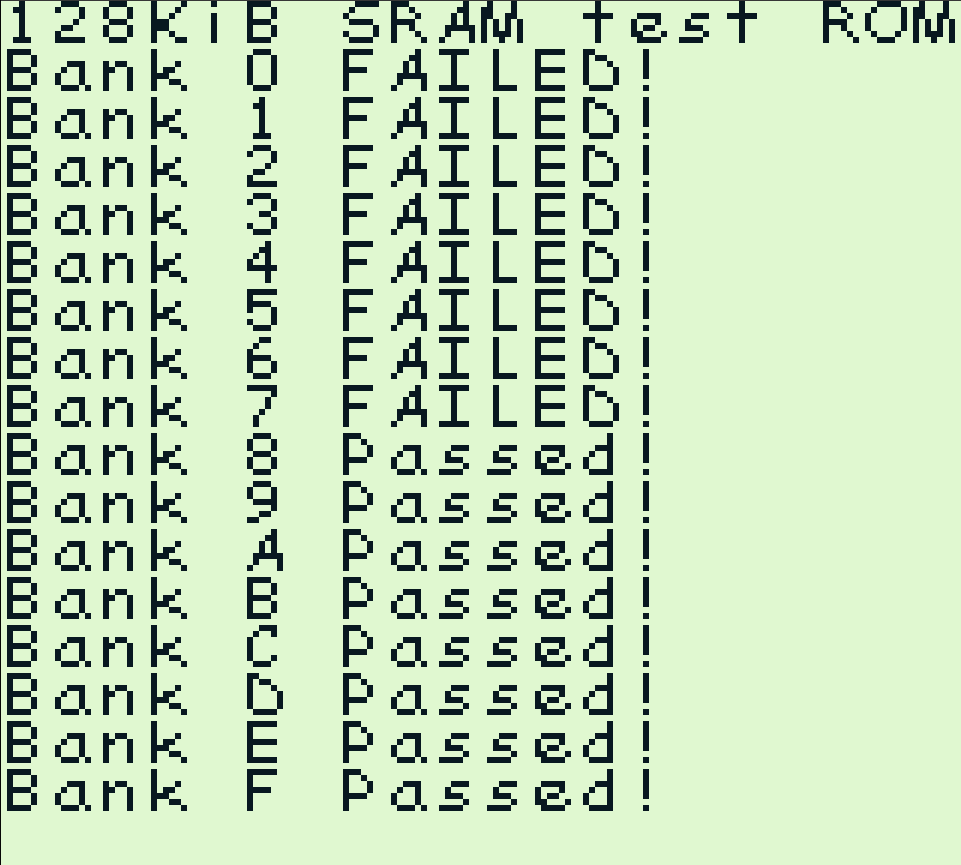 128KiB SRAM test ROM
Bank 0 FAILED!
Bank 1 FAILED!
Bank 2 FAILED!
Bank 3 FAILED!
Bank 4 FAILED!
Bank 5 FAILED!
Bank 6 FAILED!
Bank 7 FAILED!
Bank 8 Passed!
Bank 9 Passed!
Bank A Passed!
Bank B Passed!
Bank C Passed!
Bank D Passed!
Bank E Passed!
Bank F Passed!